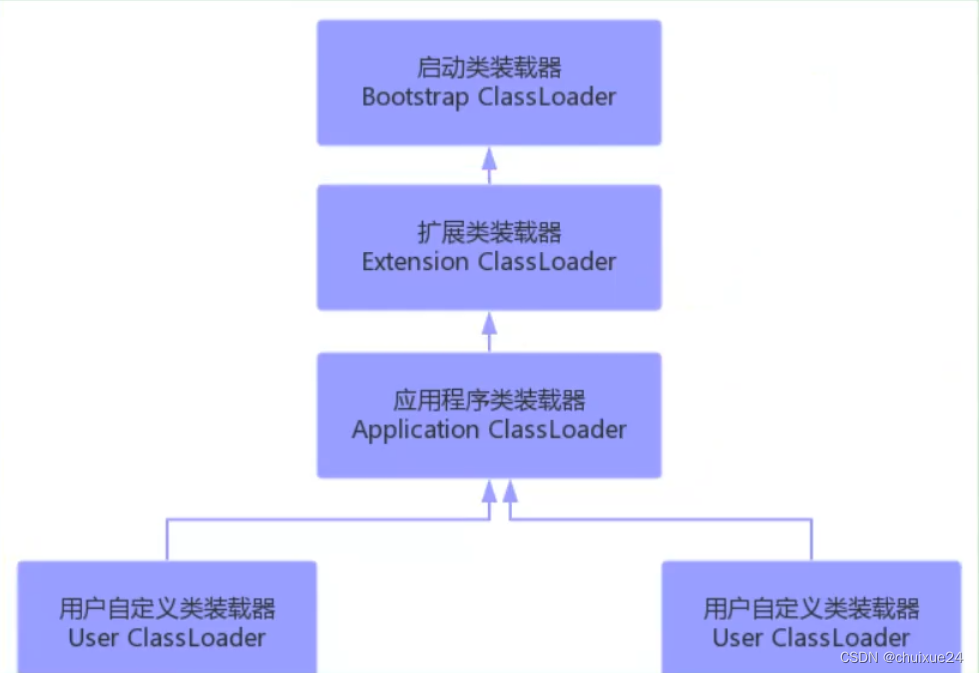 启动类装载器
Bootstrap ClassLoader
扩展类装载器
Extension ClassLoader
应用程序类装载器
Application ClassLoader
用户自定义类装载器
User ClassLoader
用户自定义类装载器
User ClassLoader
CSDN @chuixue24